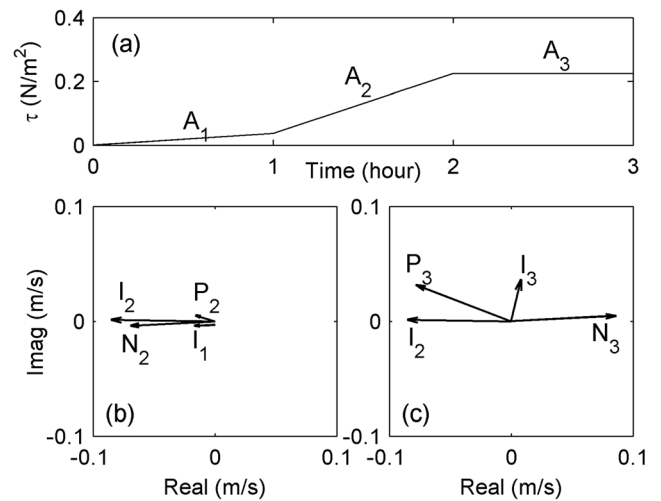 0.4
(a)
A₃
τ (N/m²)
0.2
A₂
A₁
0
0 1 2 3
Time (hour)
0.1 0.1
P₃ I₃
I₂ P₂
Imag (m/s)
0 0
N₂ I₁ I₂ N₃
(b) (c)
-0.1 -0.1
-0.1 0 0.1 -0.1 0 0.1
Real (m/s) Real (m/s)